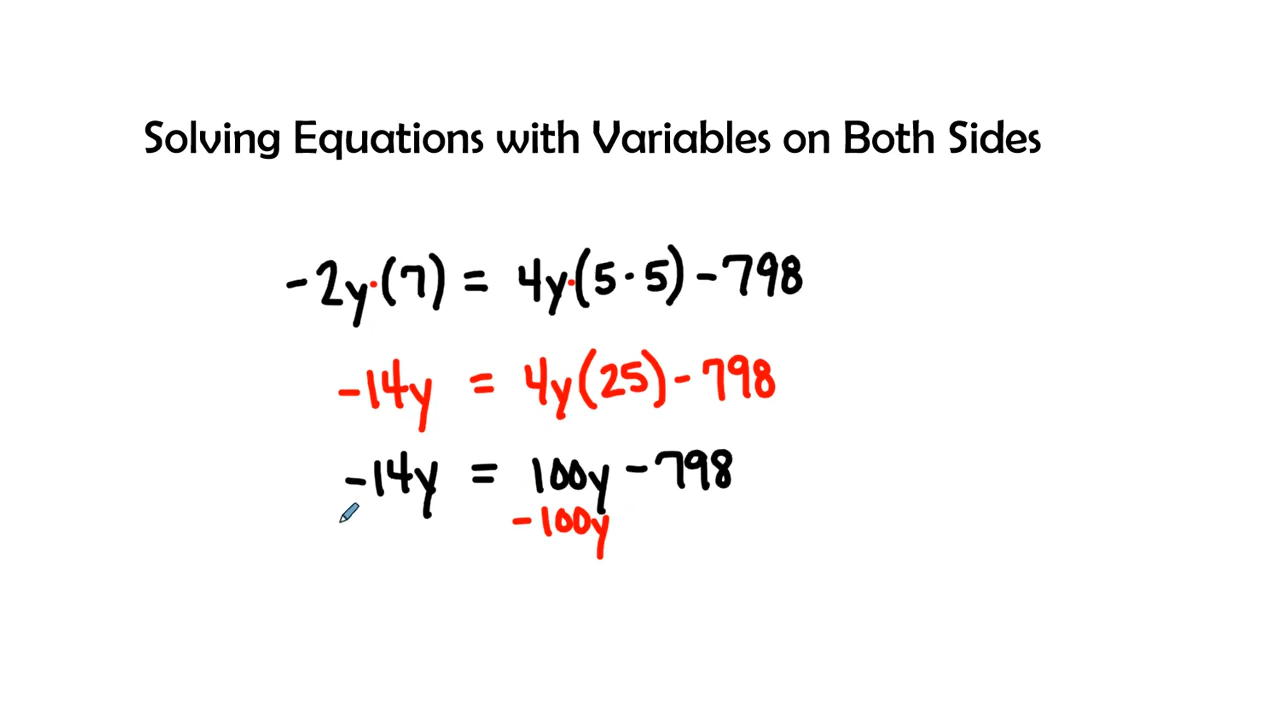 Solving Equations with Variables on Both Sides
-2y·(7) = 4y·(5·5)-798
-14y = 4y(25)-798
-14y = 100y-798
-100y